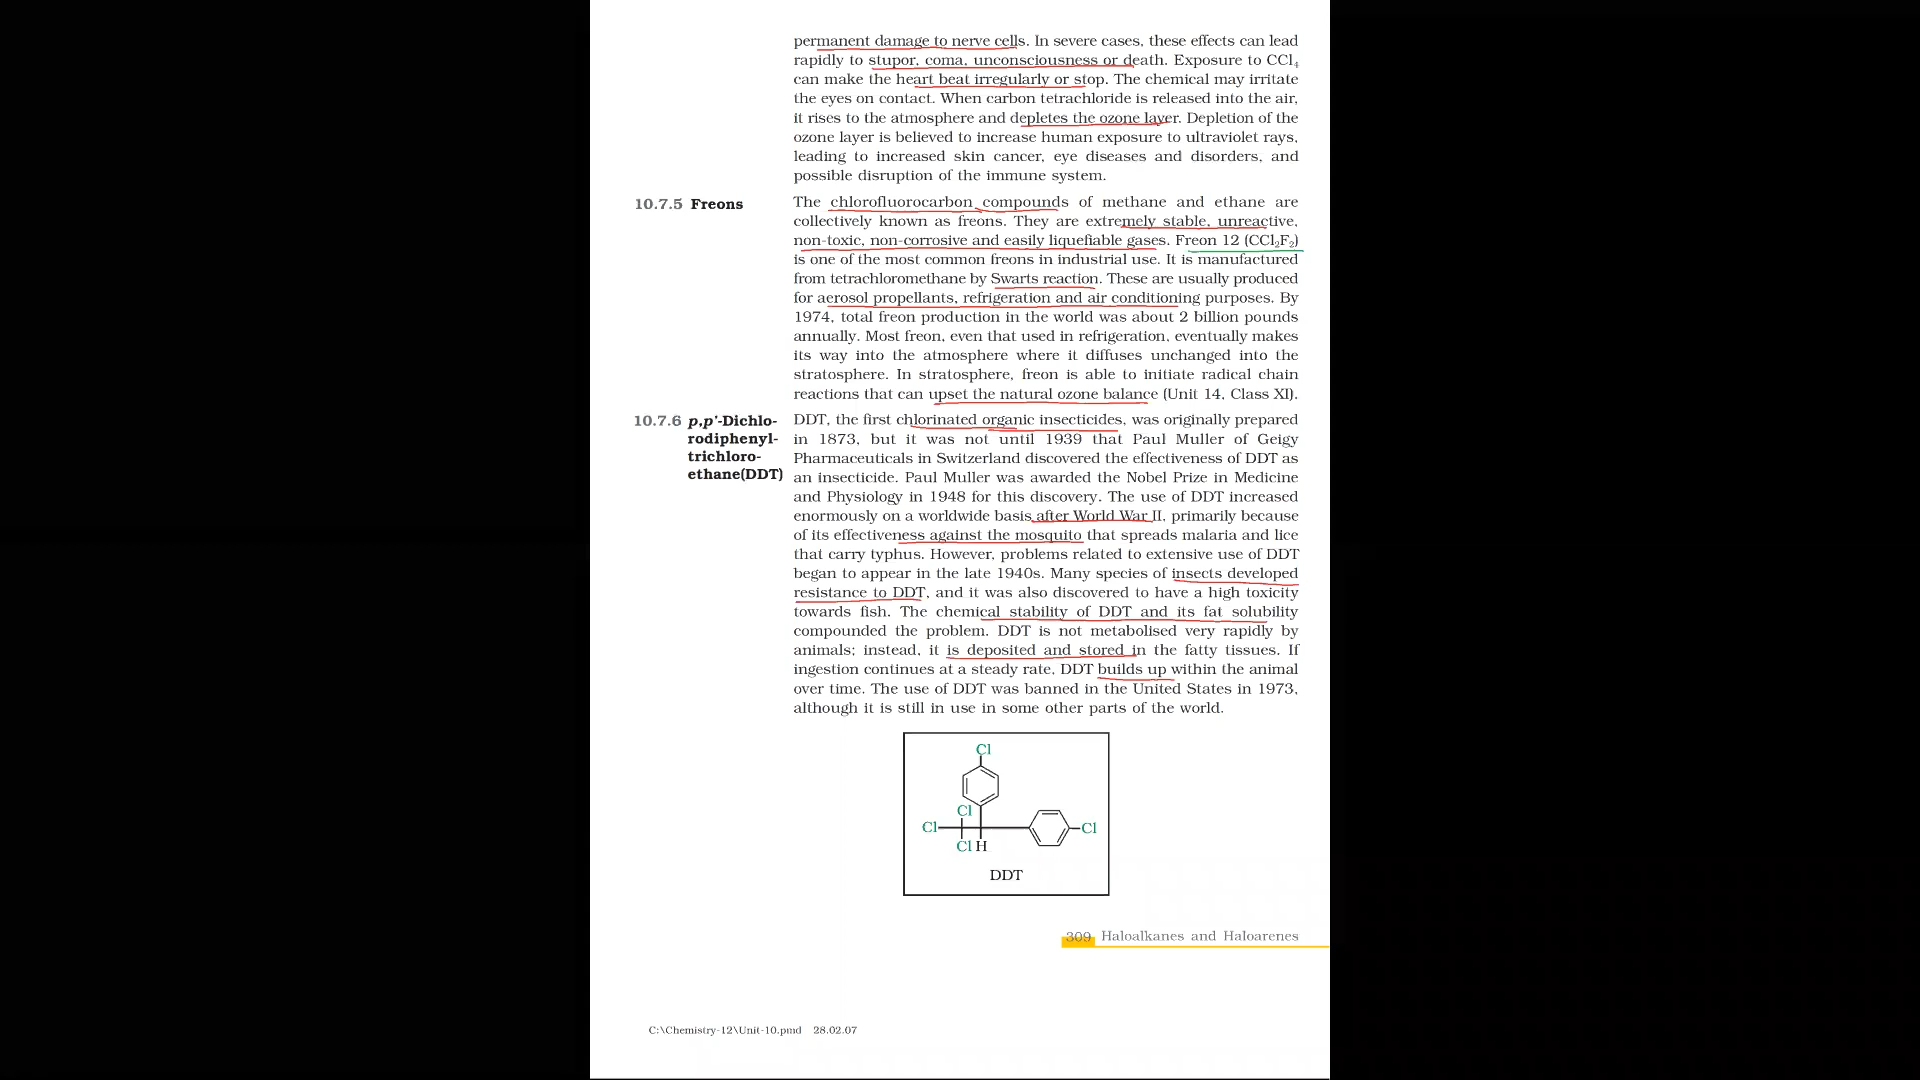 permanent damage to nerve cells. In severe cases, these effects can lead
rapidly to stupor, coma, unconsciousness or death. Exposure to CCl₄
can make the heart beat irregularly or stop. The chemical may irritate
the eyes on contact. When carbon tetrachloride is released into the air,
it rises to the atmosphere and depletes the ozone layer. Depletion of the
ozone layer is believed to increase human exposure to ultraviolet rays,
leading to increased skin cancer, eye diseases and disorders, and
possible disruption of the immune system.
10.7.5 Freons
The chlorofluorocarbon compounds of methane and ethane are
collectively known as freons. They are extremely stable, unreactive,
non-toxic, non-corrosive and easily liquefiable gases. Freon 12 (CCl₂F₂)
is one of the most common freons in industrial use. It is manufactured
from tetrachloromethane by Swarts reaction. These are usually produced
for aerosol propellants, refrigeration and air conditioning purposes. By
1974, total freon production in the world was about 2 billion pounds
annually. Most freon, even that used in refrigeration, eventually makes
its way into the atmosphere where it diffuses unchanged into the
stratosphere. In stratosphere, freon is able to initiate radical chain
reactions that can upset the natural ozone balance (Unit 14, Class XI).
10.7.6 p,p'-Dichlo-
rodiphenyl-
trichloro-
ethane(DDT)
DDT, the first chlorinated organic insecticides, was originally prepared
in 1873, but it was not until 1939 that Paul Muller of Geigy
Pharmaceuticals in Switzerland discovered the effectiveness of DDT as
an insecticide. Paul Muller was awarded the Nobel Prize in Medicine
and Physiology in 1948 for this discovery. The use of DDT increased
enormously on a worldwide basis after World War II, primarily because
of its effectiveness against the mosquito that spreads malaria and lice
that carry typhus. However, problems related to extensive use of DDT
began to appear in the late 1940s. Many species of insects developed
resistance to DDT, and it was also discovered to have a high toxicity
towards fish. The chemical stability of DDT and its fat solubility
compounded the problem. DDT is not metabolised very rapidly by
animals; instead, it is deposited and stored in the fatty tissues. If
ingestion continues at a steady rate, DDT builds up within the animal
over time. The use of DDT was banned in the United States in 1973,
although it is still in use in some other parts of the world.
Cl
Cl
Cl Cl
Cl H
DDT
309 Haloalkanes and Haloarenes
C:\Chemistry-12\Unit-10.pmd 28.02.07